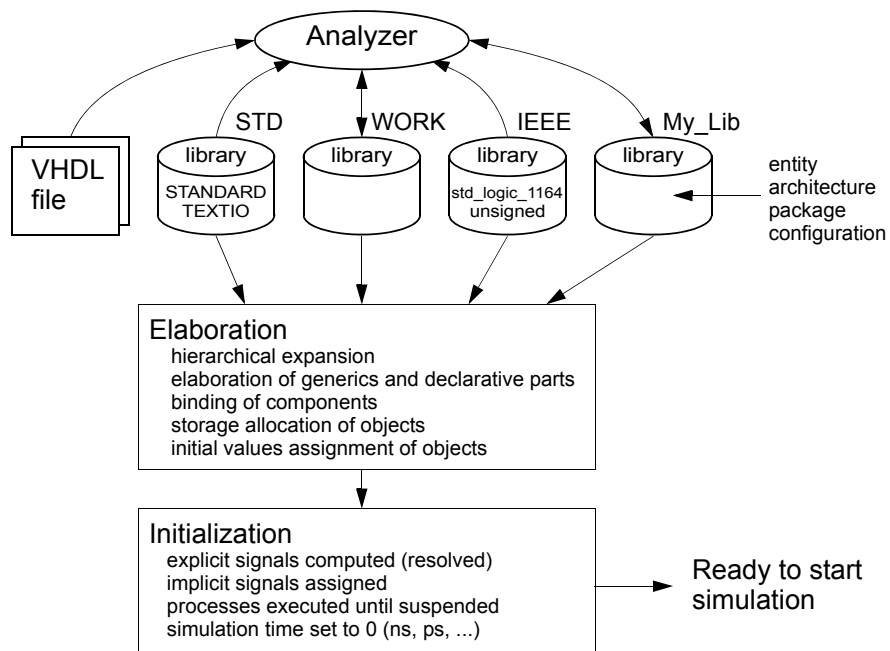 Analyzer
STD
WORK
IEEE
My_Lib
VHDL
file
library
STANDARD
TEXTIO
library
library
std_logic_1164
unsigned
library
entity
architecture
package
configuration
Elaboration
hierarchical expansion
elaboration of generics and declarative parts
binding of components
storage allocation of objects
initial values assignment of objects
Initialization
explicit signals computed (resolved)
implicit signals assigned
processes executed until suspended
simulation time set to 0 (ns, ps, ...)
Ready to start
simulation